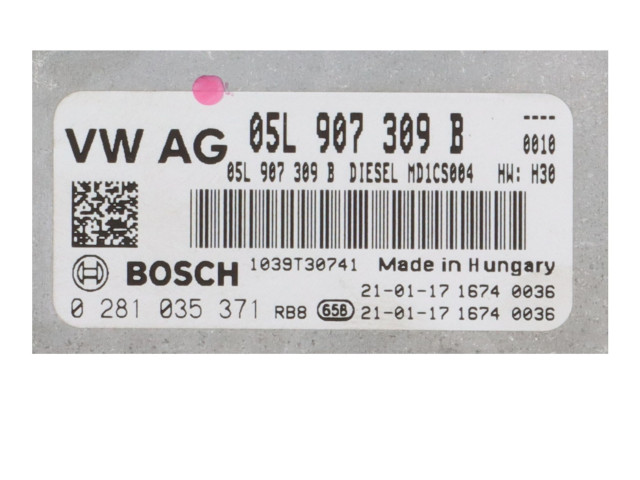 VW AG 05L 907 309 B ----
0010
05L 907 309 B DIESEL MD1CS004 HW: H30
BOSCH 1039T30741 Made in Hungary
21-01-17 1674 0036
0 281 035 371 RB8 658 21-01-17 1674 0036